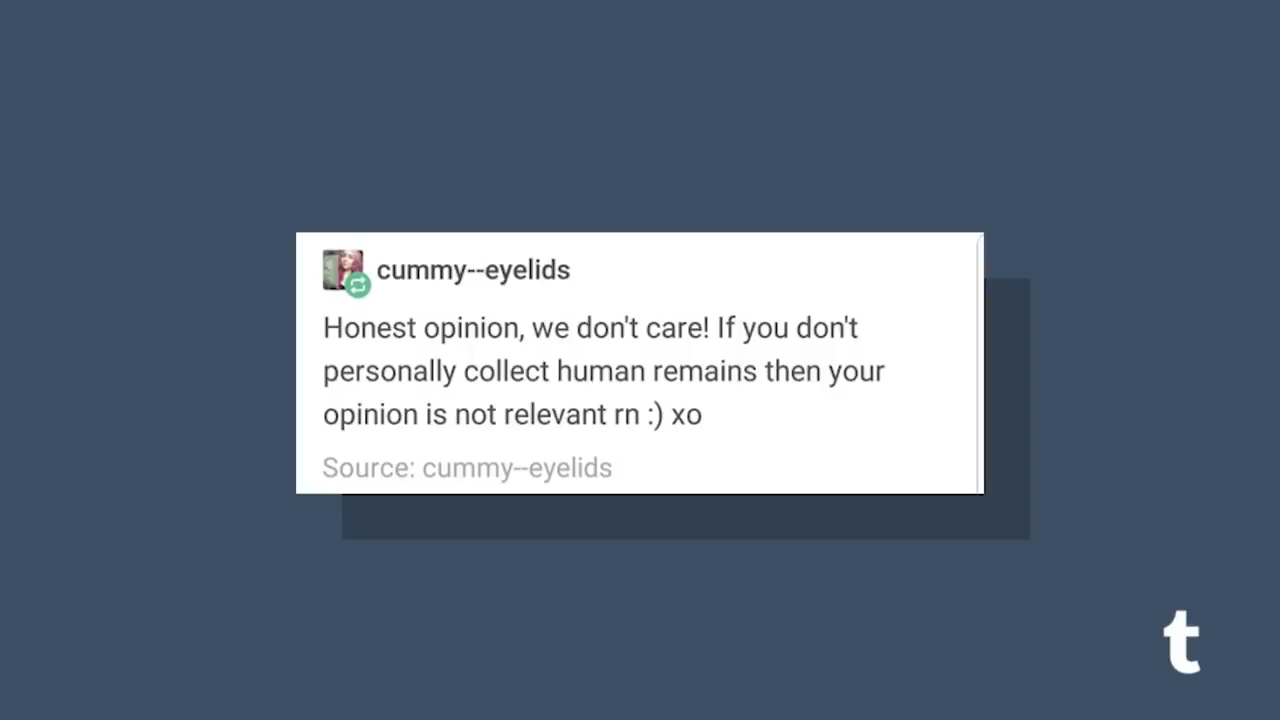 cummy--eyelids
Honest opinion, we don't care! If you don't
personally collect human remains then your
opinion is not relevant rn :) xo
Source: cummy--eyelids
t